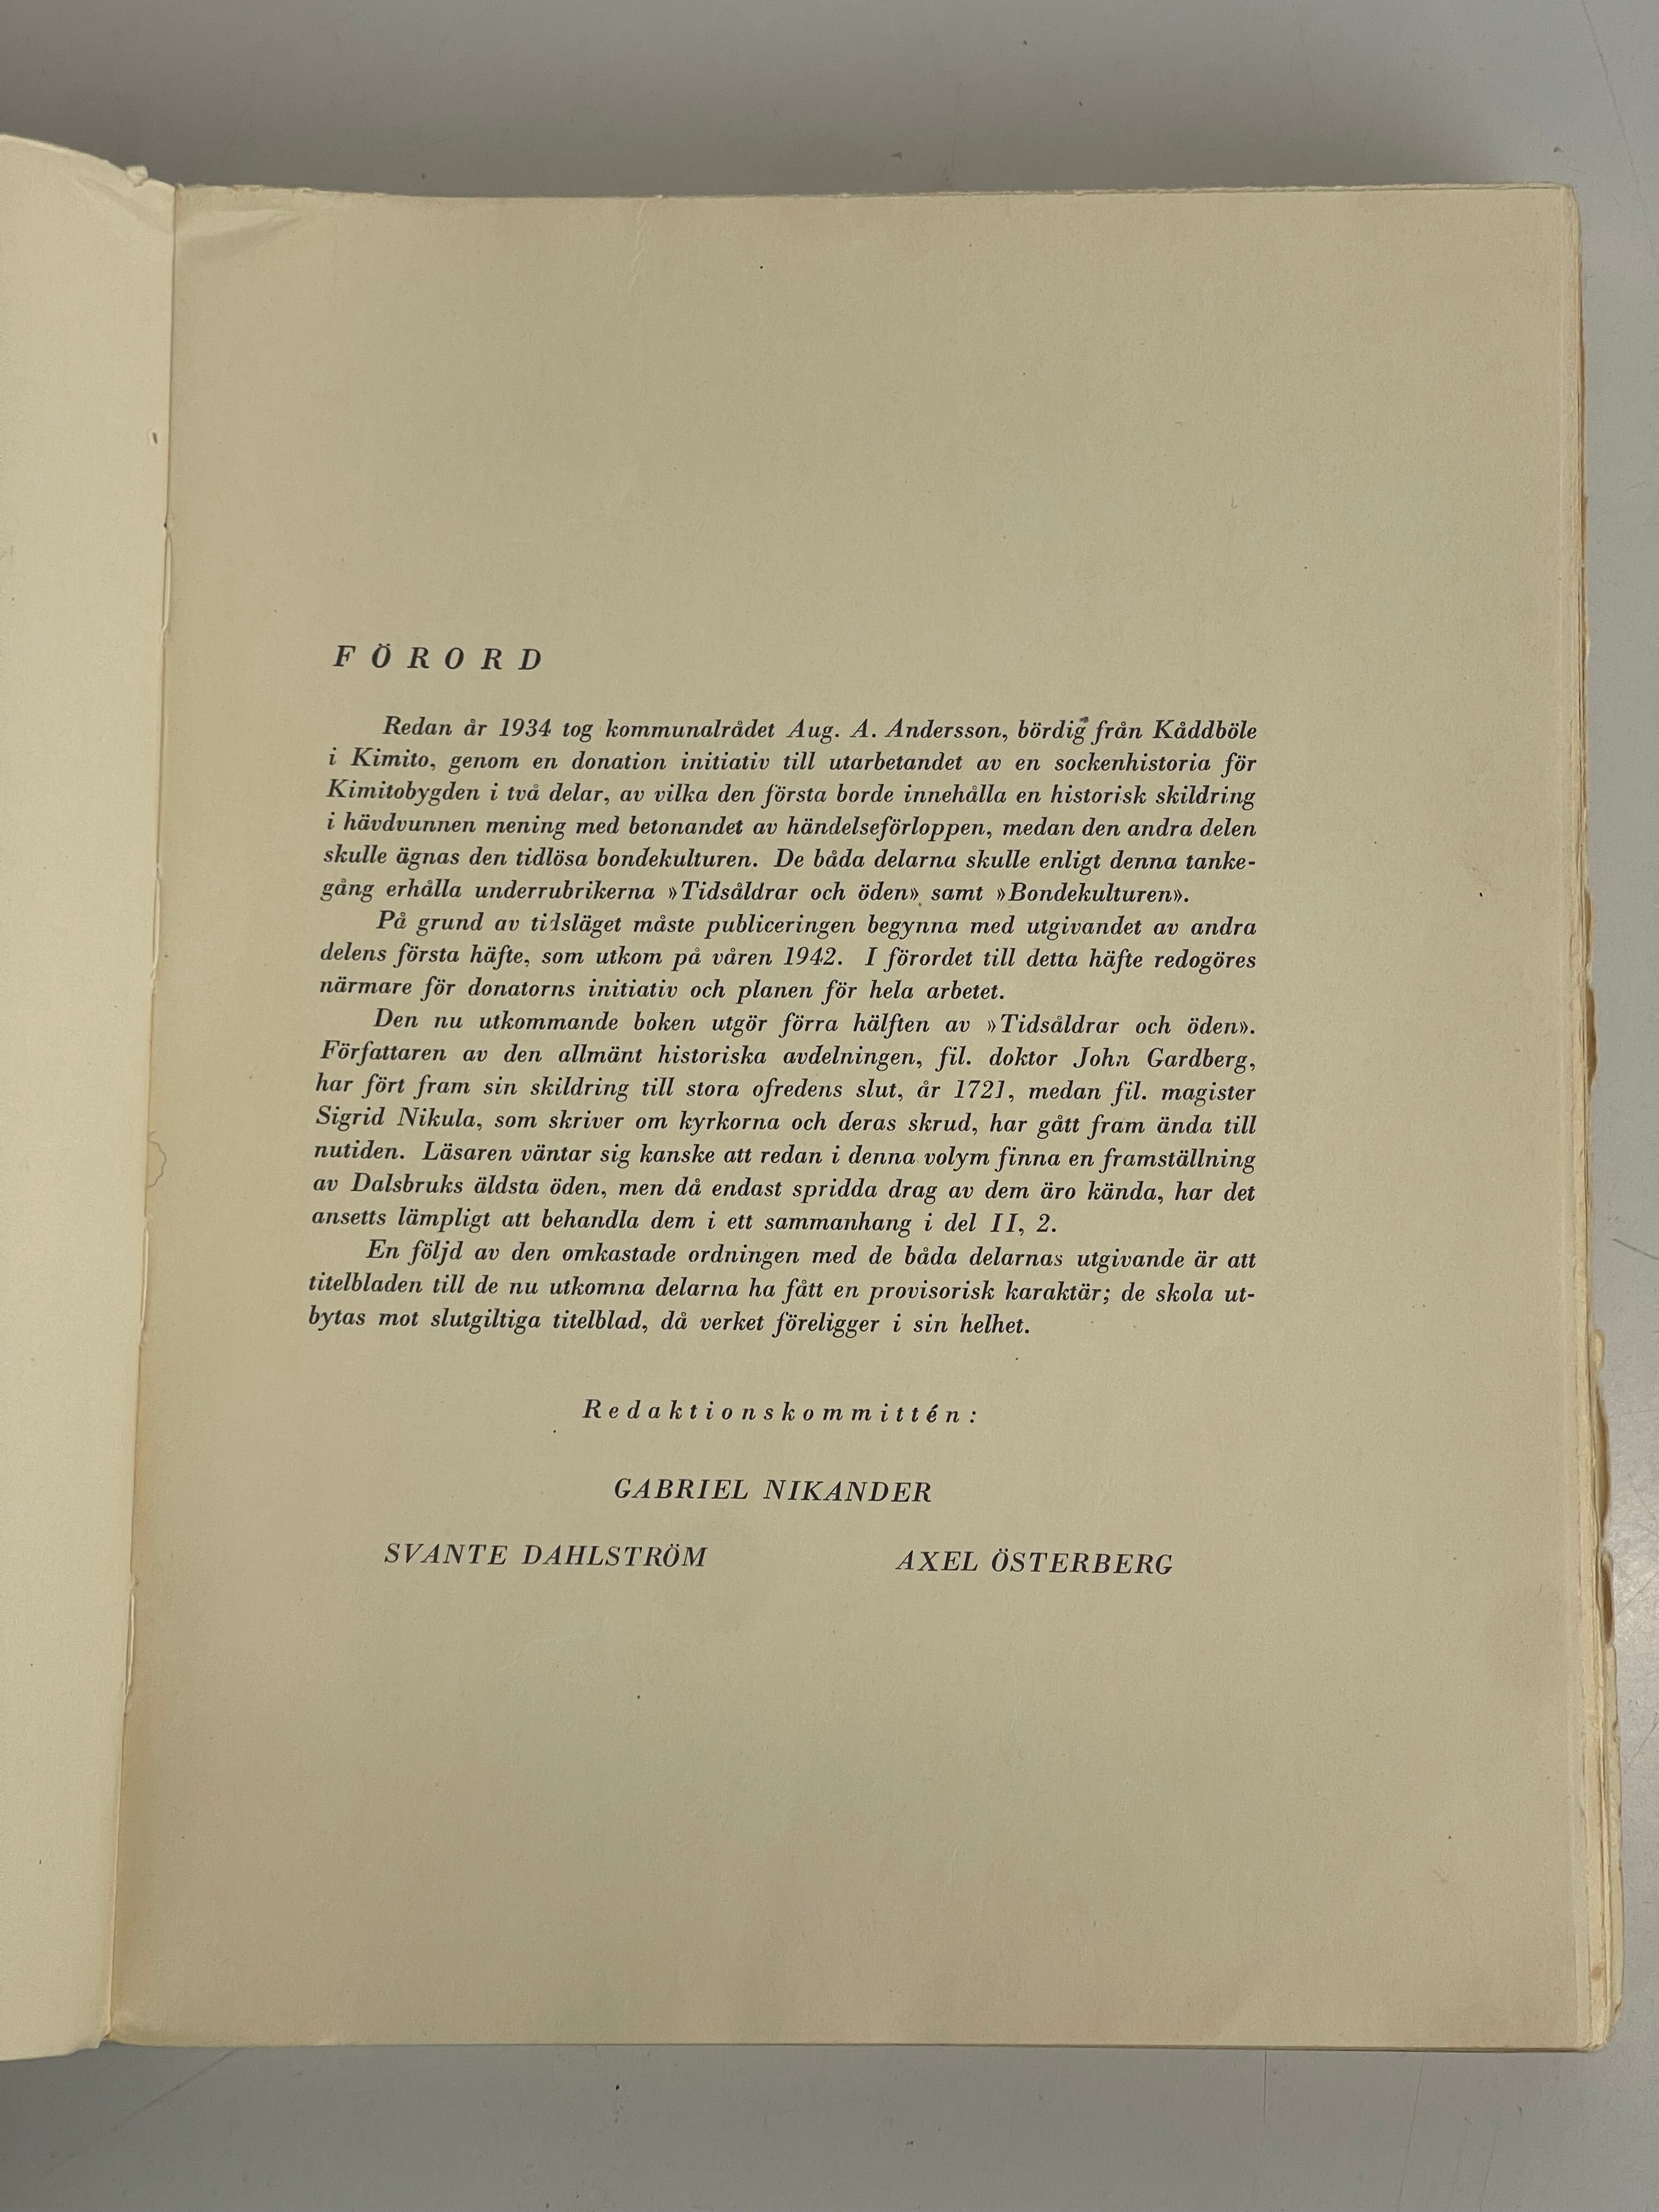 FÖRORD
Redan år 1934 tog kommunalrådet Aug. A. Andersson, bördig från Kåddböle
i Kimito, genom en donation initiativ till utarbetandet av en sockenhistoria för
Kimitobygden i två delar, av vilka den första borde innehålla en historisk skildring
i hävdvunnen mening med betonandet av händelseförloppen, medan den andra delen
skulle ägnas den tidlösa bondekulturen. De båda delarna skulle enligt denna tanke-
gång erhålla underrubrikerna »Tidsåldrar och öden» samt »Bondekulturen».
På grund av tidsläget måste publiceringen begynna med utgivandet av andra
delens första häfte, som utkom på våren 1942. I förordet till detta häfte redogöres
närmare för donatorns initiativ och planen för hela arbetet.
Den nu utkommande boken utgör förra hälften av »Tidsåldrar och öden».
Författaren av den allmänt historiska avdelningen, fil. doktor John Gardberg,
har fört fram sin skildring till stora ofredens slut, år 1721, medan fil. magister
Sigrid Nikula, som skriver om kyrkorna och deras skrud, har gått fram ända till
nutiden. Läsaren väntar sig kanske att redan i denna volym finna en framställning
av Dalsbruks äldsta öden, men då endast spridda drag av dem äro kända, har det
ansetts lämpligt att behandla dem i ett sammanhang i del II, 2.
En följd av den omkastade ordningen med de båda delarnas utgivande är att
titelbladen till de nu utkomna delarna ha fått en provisorisk karaktär; de skola ut-
bytas mot slutgiltiga titelblad, då verket föreligger i sin helhet.
Redaktionskommittén:
GABRIEL NIKANDER
SVANTE DAHLSTRÖM AXEL ÖSTERBERG